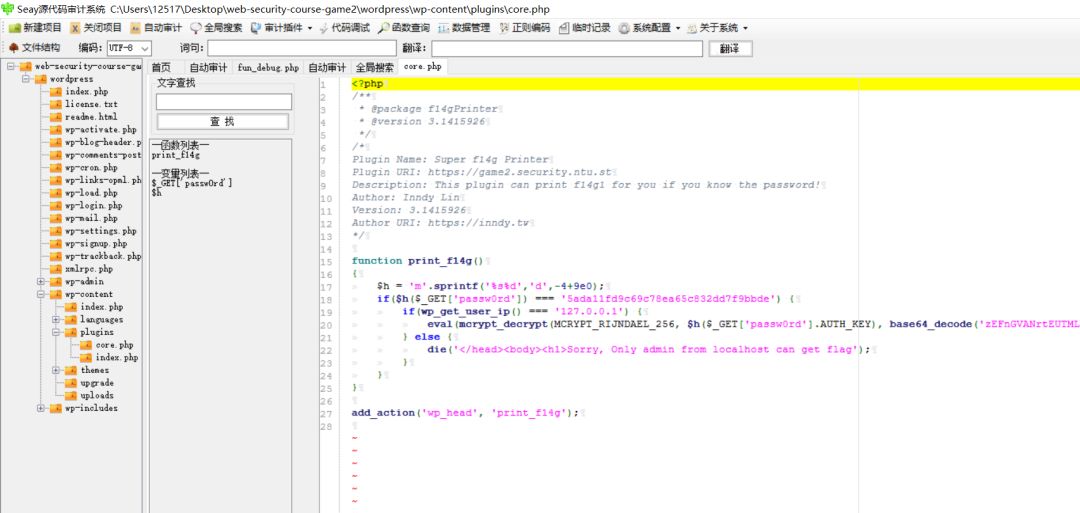 Seay源代码审计系统 C:\Users\12517\Desktop\web-security-course-game2\wordpress\wp-content\plugins\core.php
新建项目 关闭项目 自动审计 全局搜索 审计插件 代码调试 函数查询 数据管理 正则编码 临时记录 系统配置 关于系统
文件结构 编码: UTF-8 词句: 翻译: 翻译
首页 自动审计 fun_debug.php 自动审计 全局搜索 core.php
web-security-course-ga
wordpress
index.php
license.txt
readme.html
wp-activate.php
wp-blog-header.p
wp-comments-post
wp-cron.php
wp-links-opml.ph
wp-load.php
wp-login.php
wp-mail.php
wp-settings.php
wp-signup.php
wp-trackback.php
xmlrpc.php
wp-admin
wp-content
index.php
languages
plugins
core.php
index.php
themes
upgrade
uploads
wp-includes
文字查找
查 找
—函数列表—
print_f14g
—变量列表—
$_GET['passw0rd']
$h
1 <?php
2 /**
3 * @package f14gPrinter
4 * @version 3.1415926
5 */
6 /*
7 Plugin Name: Super f14g Printer
8 Plugin URI: https://game2.security.ntu.st
9 Description: This plugin can print f14g1 for you if you know the password!
10 Author: Inndy Lin
11 Version: 3.1415926
12 Author URI: https://inndy.tw
13 */
14
15 function print_f14g()
16 {
17 $h = 'm'.sprintf('%s%d','d',-4+9e0);
18 if($h($_GET['passw0rd']) === '5ada11fd9c69c78ea65c832dd7f9bbde') {
19 if(wp_get_user_ip() === '127.0.0.1') {
20 eval(mcrypt_decrypt(MCRYPT_RIJNDAEL_256, $h($_GET['passw0rd'].AUTH_KEY), base64_decode('zEFnGVANrtEUTML
21 } else {
22 die('</head><body><h1>Sorry, Only admin from localhost can get flag');
23 }
24 }
25 }
26
27 add_action('wp_head', 'print_f14g');
28
~
~
~
~
~
~